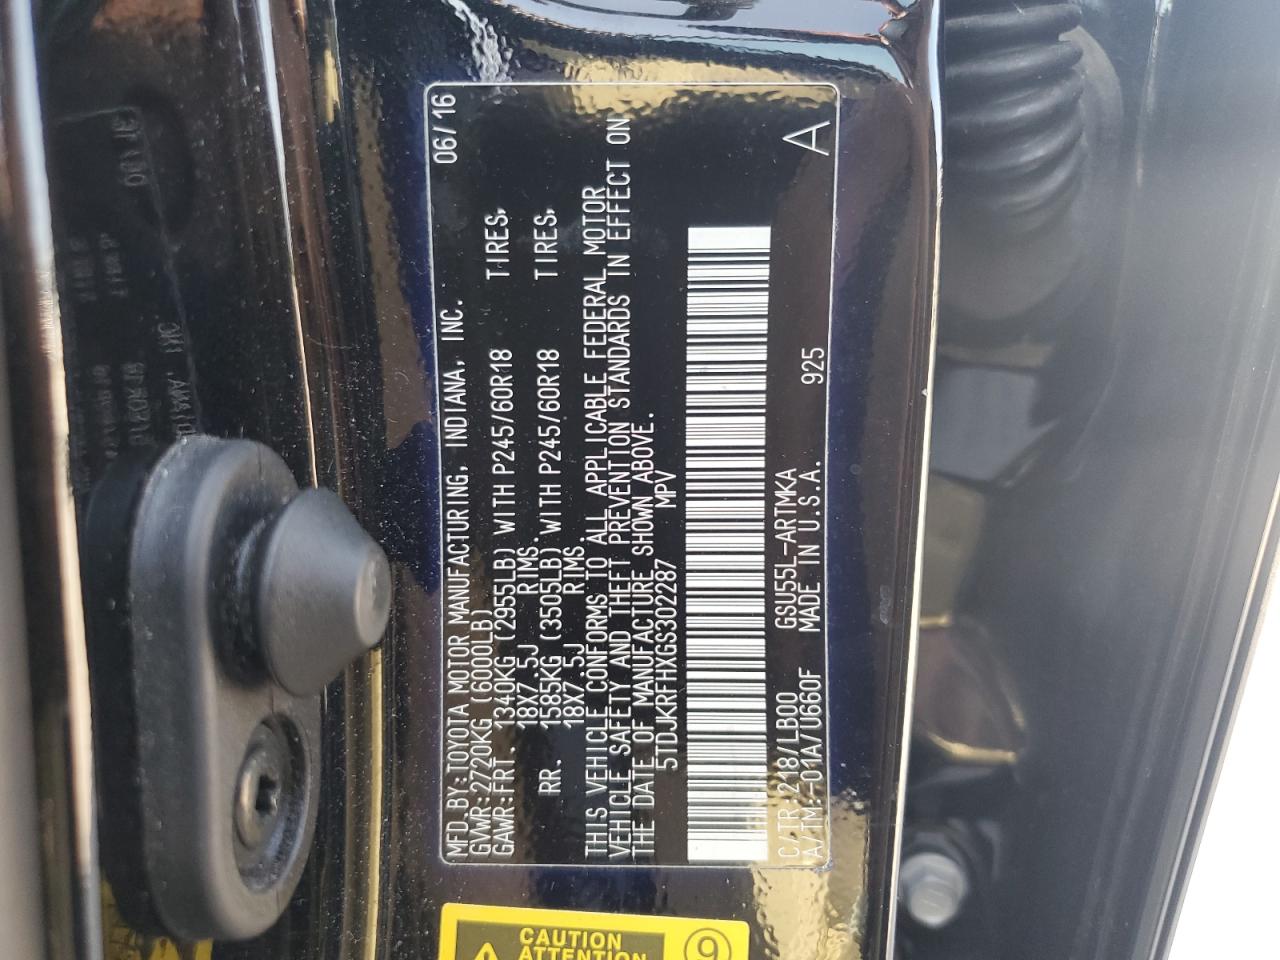 MFD.BY:TOYOTA MOTOR MANUFACTURING, INDIANA, INC. 06/16
GVWR:2720KG (6000LB)
GAWR:FRT. 1340KG (2955LB) WITH P245/60R18 TIRES,
18X7.5J RIMS.
RR. 1585KG (3505LB) WITH P245/60R18 TIRES,
18X7.5J RIMS.
THIS VEHICLE CONFORMS TO ALL APPLICABLE FEDERAL MOTOR
VEHICLE SAFETY AND THEFT PREVENTION STANDARDS IN EFFECT ON
THE DATE OF MANUFACTURE SHOWN ABOVE.
5TDJKRFHXGS302287 MPV
C/TR:218/LB00 GSU55L-ARTMKA 925 A
A/TM:-01A/U660F MADE IN U.S.A.
CAUTION
ATTENTION
9